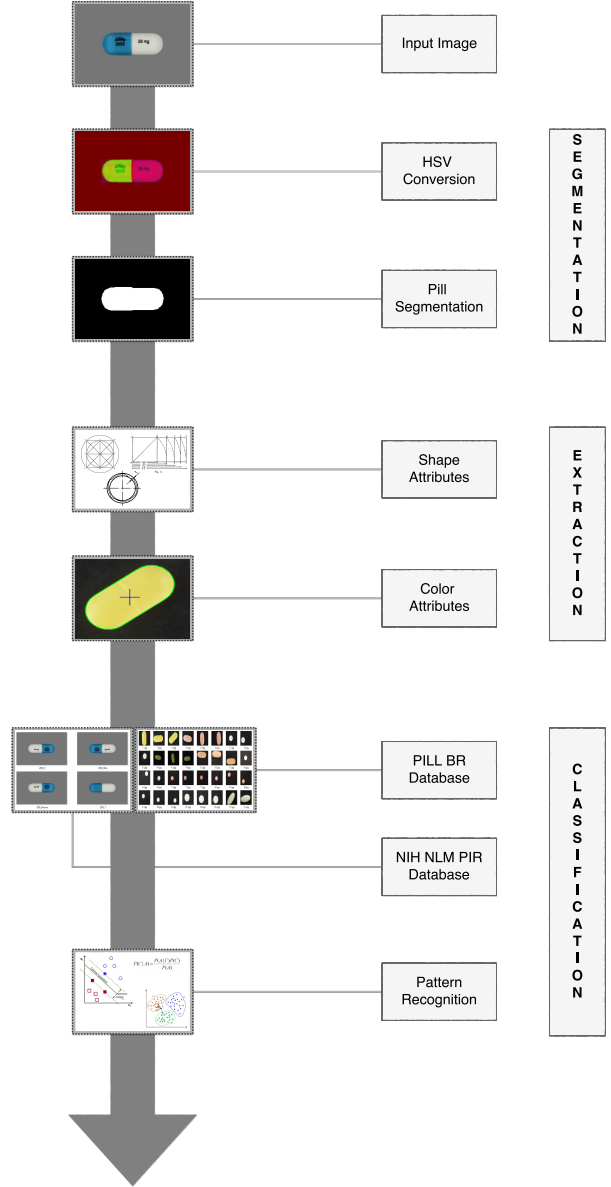 Input Image
HSV
Conversion
Pill
Segmentation
SEGMENTATION
Shape
Attributes
Color
Attributes
EXTRACTION
PILL BR
Database
NIH NLM PIR
Database
Pattern
Recognition
CLASSIFICATION